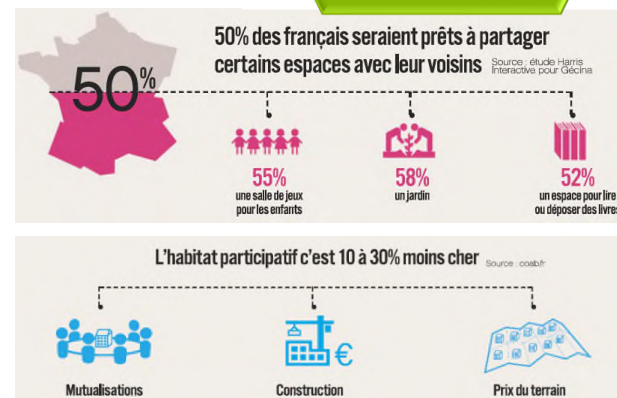 50% des français seraient prêts à partager
certains espaces avec leur voisins
Source : étude Harris
Interactive pour Gécina
50%
55%
une salle de jeux
pour les enfants
58%
un jardin
52%
un espace pour lire
ou déposer des livres
L'habitat participatif c'est 10 à 30% moins cher
Source : coab.fr
€
Mutualisations
Construction
Prix du terrain